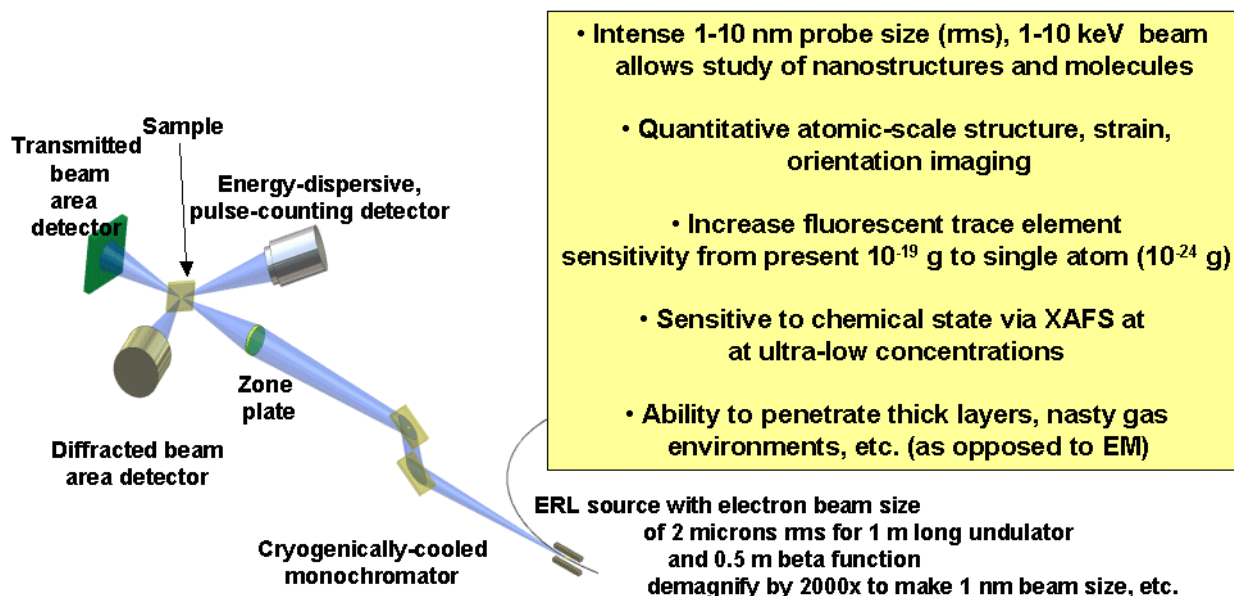 • Intense 1-10 nm probe size (rms), 1-10 keV beam
allows study of nanostructures and molecules
• Quantitative atomic-scale structure, strain,
orientation imaging
• Increase fluorescent trace element
sensitivity from present 10⁻¹⁹ g to single atom (10⁻²⁴ g)
• Sensitive to chemical state via XAFS at
at ultra-low concentrations
• Ability to penetrate thick layers, nasty gas
environments, etc. (as opposed to EM)
Sample
Transmitted
beam
area
detector
Energy-dispersive,
pulse-counting detector
Zone
plate
Diffracted beam
area detector
Cryogenically-cooled
monochromator
ERL source with electron beam size
of 2 microns rms for 1 m long undulator
and 0.5 m beta function
demagnify by 2000x to make 1 nm beam size, etc.